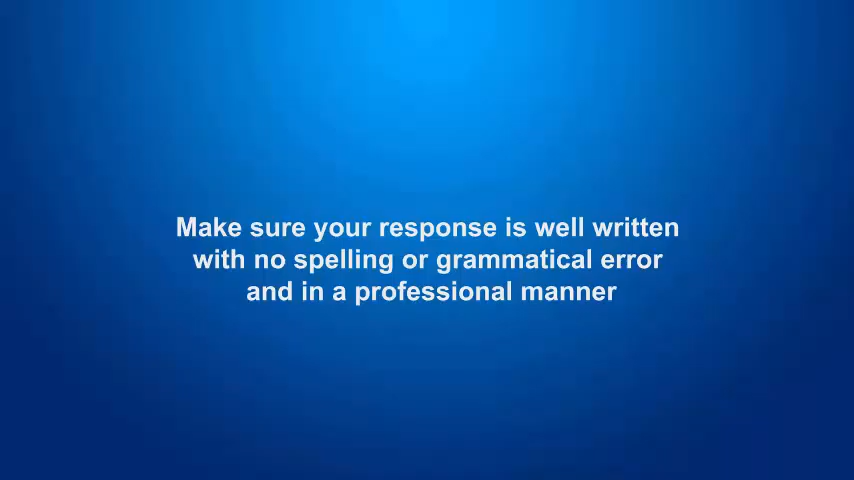 Make sure your response is well written
with no spelling or grammatical error
and in a professional manner